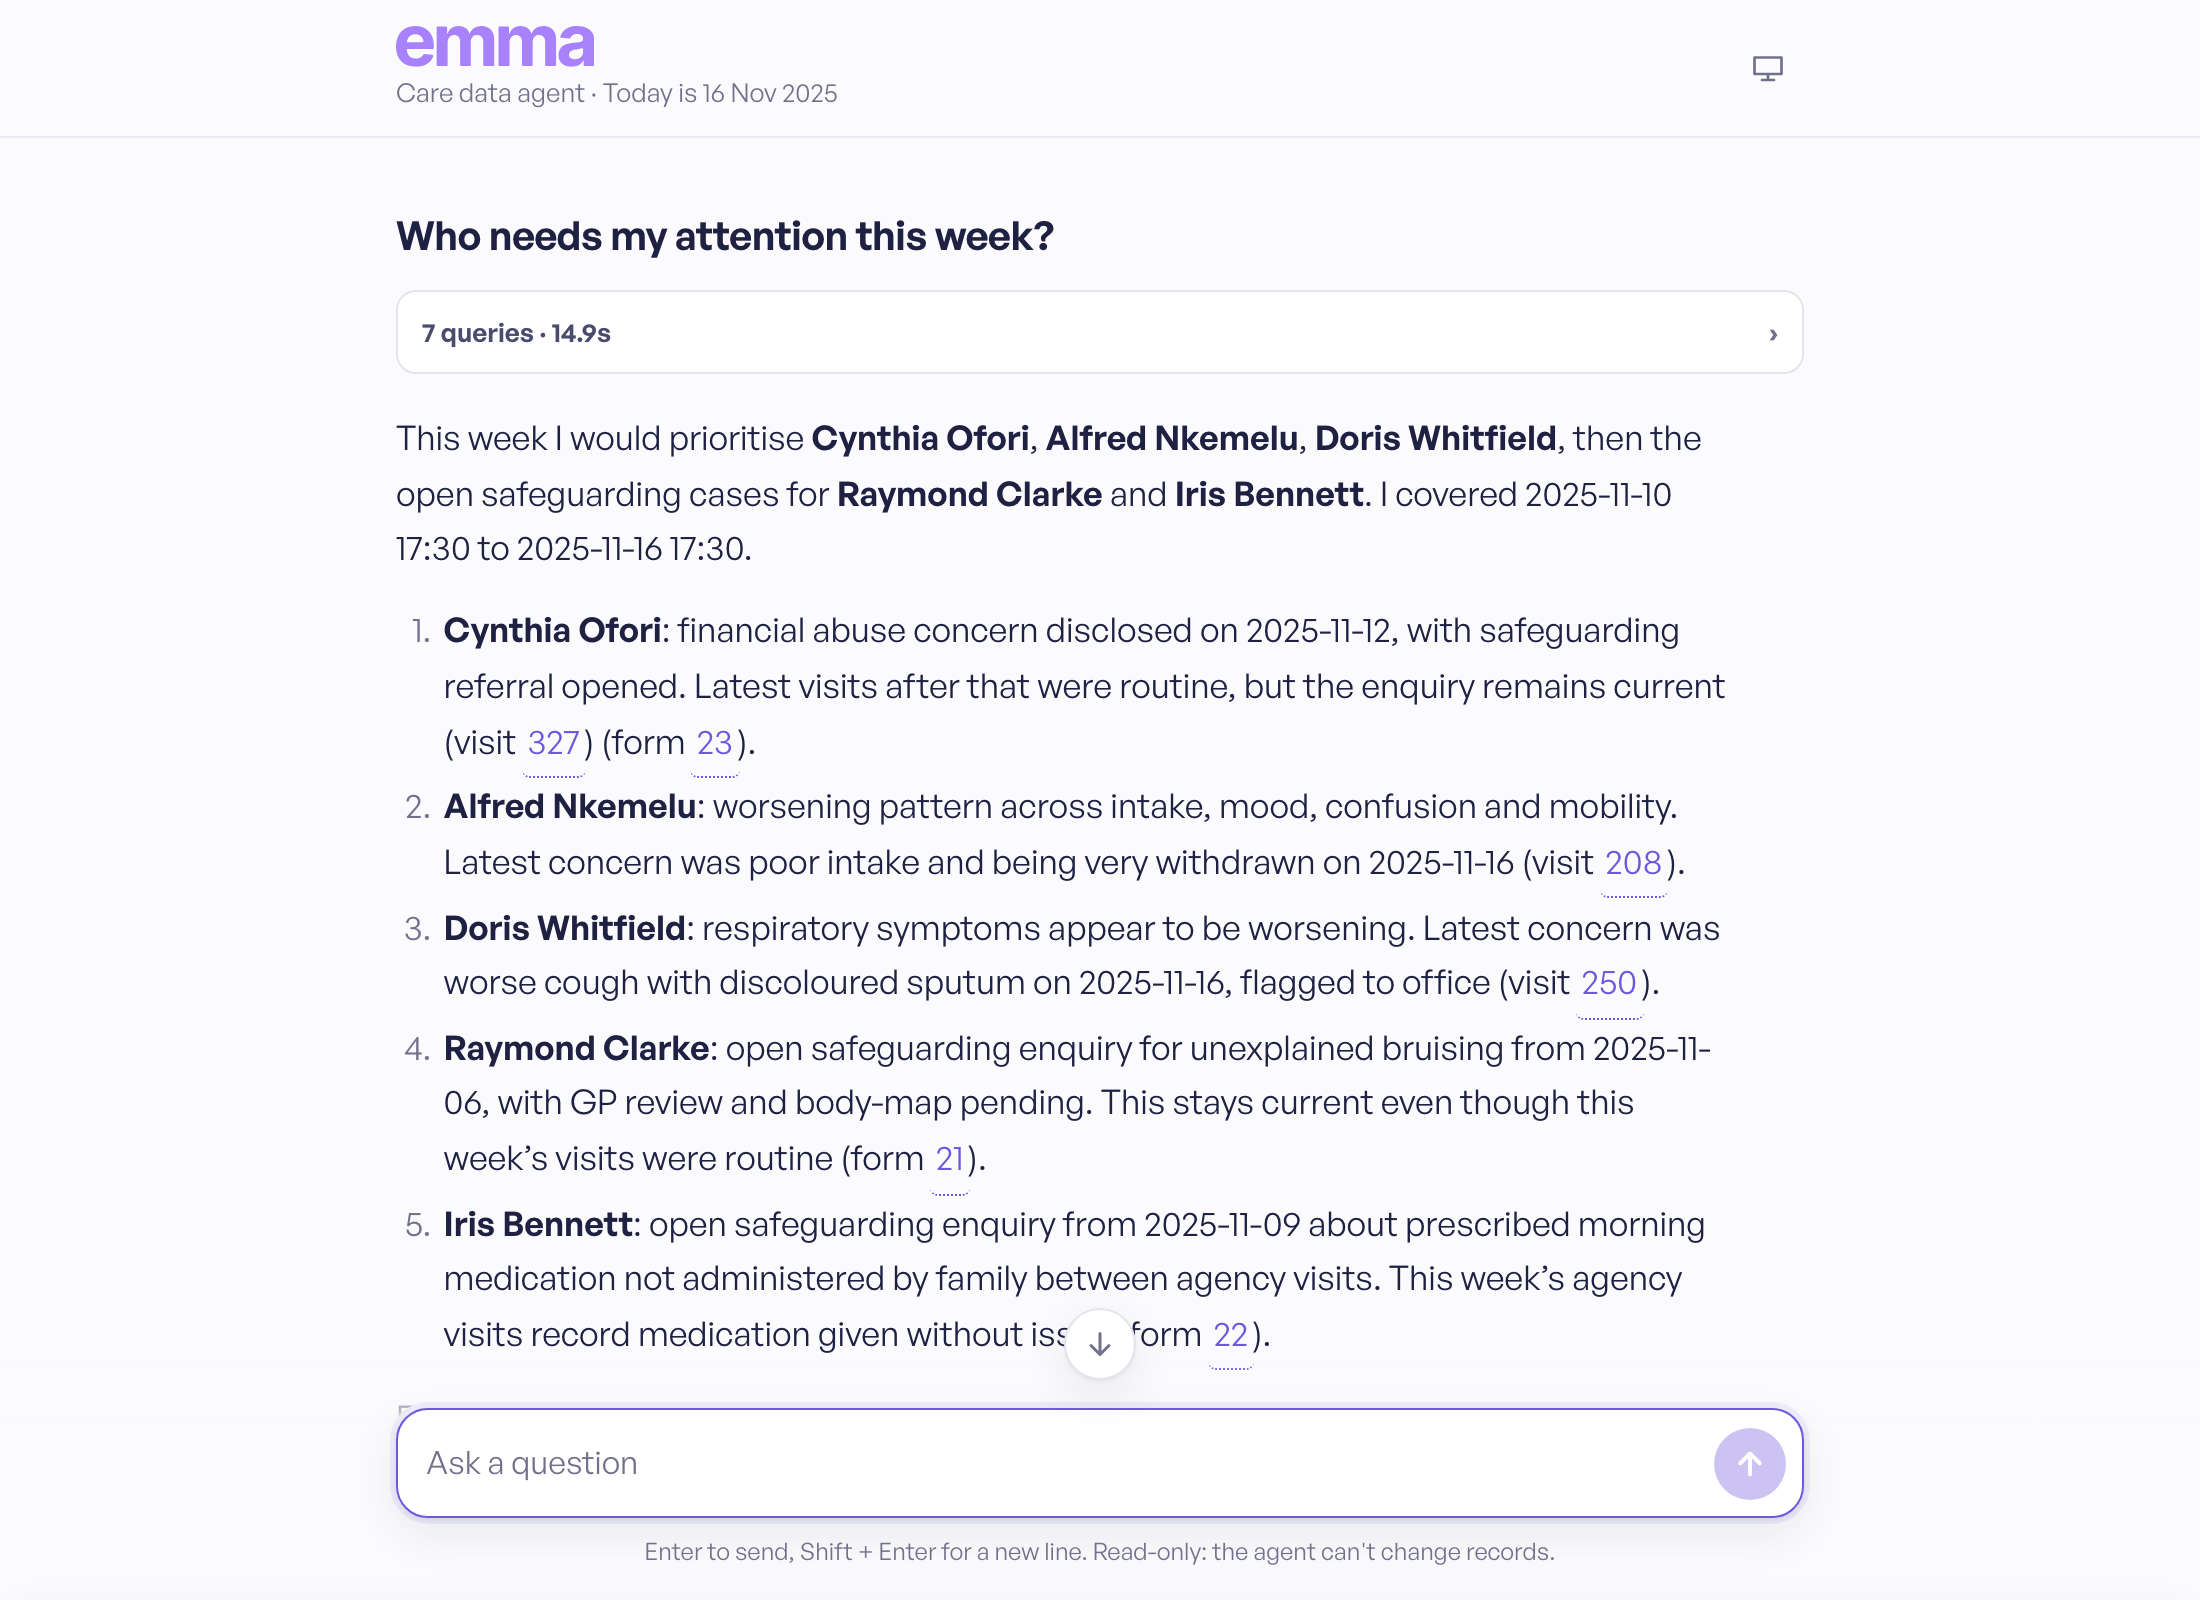 emma
Care data agent · Today is 16 Nov 2025
Who needs my attention this week?
7 queries · 14.9s ›
This week I would prioritise Cynthia Ofori, Alfred Nkemelu, Doris Whitfield, then the
open safeguarding cases for Raymond Clarke and Iris Bennett. I covered 2025-11-10
17:30 to 2025-11-16 17:30.
1. Cynthia Ofori: financial abuse concern disclosed on 2025-11-12, with safeguarding
referral opened. Latest visits after that were routine, but the enquiry remains current
(visit 327) (form 23).
2. Alfred Nkemelu: worsening pattern across intake, mood, confusion and mobility.
Latest concern was poor intake and being very withdrawn on 2025-11-16 (visit 208).
3. Doris Whitfield: respiratory symptoms appear to be worsening. Latest concern was
worse cough with discoloured sputum on 2025-11-16, flagged to office (visit 250).
4. Raymond Clarke: open safeguarding enquiry for unexplained bruising from 2025-11-
06, with GP review and body-map pending. This stays current even though this
week’s visits were routine (form 21).
5. Iris Bennett: open safeguarding enquiry from 2025-11-09 about prescribed morning
medication not administered by family between agency visits. This week’s agency
visits record medication given without form 22).
Ask a question
Enter to send, Shift + Enter for a new line. Read-only: the agent can't change records.